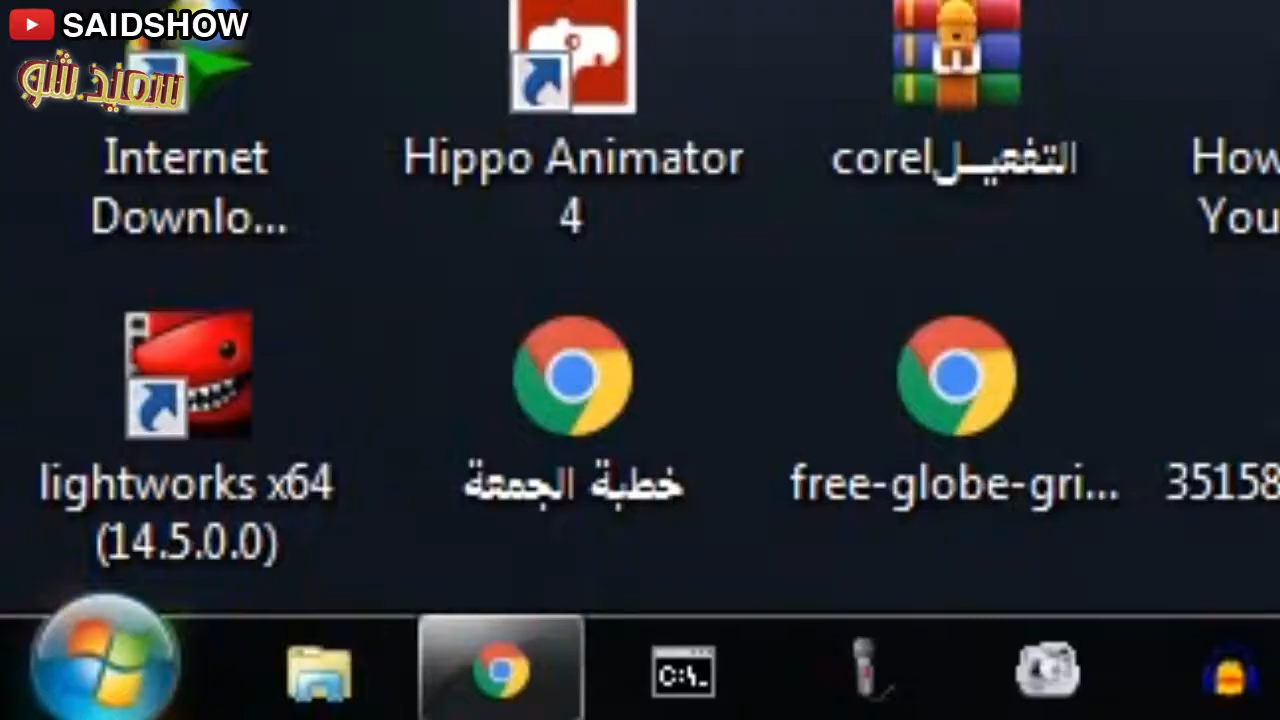 SAIDSHOW
سعيد شو
Internet
Downlo...
Hippo Animator
4
corelالتفعيل
How
You
lightworks x64
(14.5.0.0)
خطبة الجمعة
free-globe-gri...
35158
C:\_